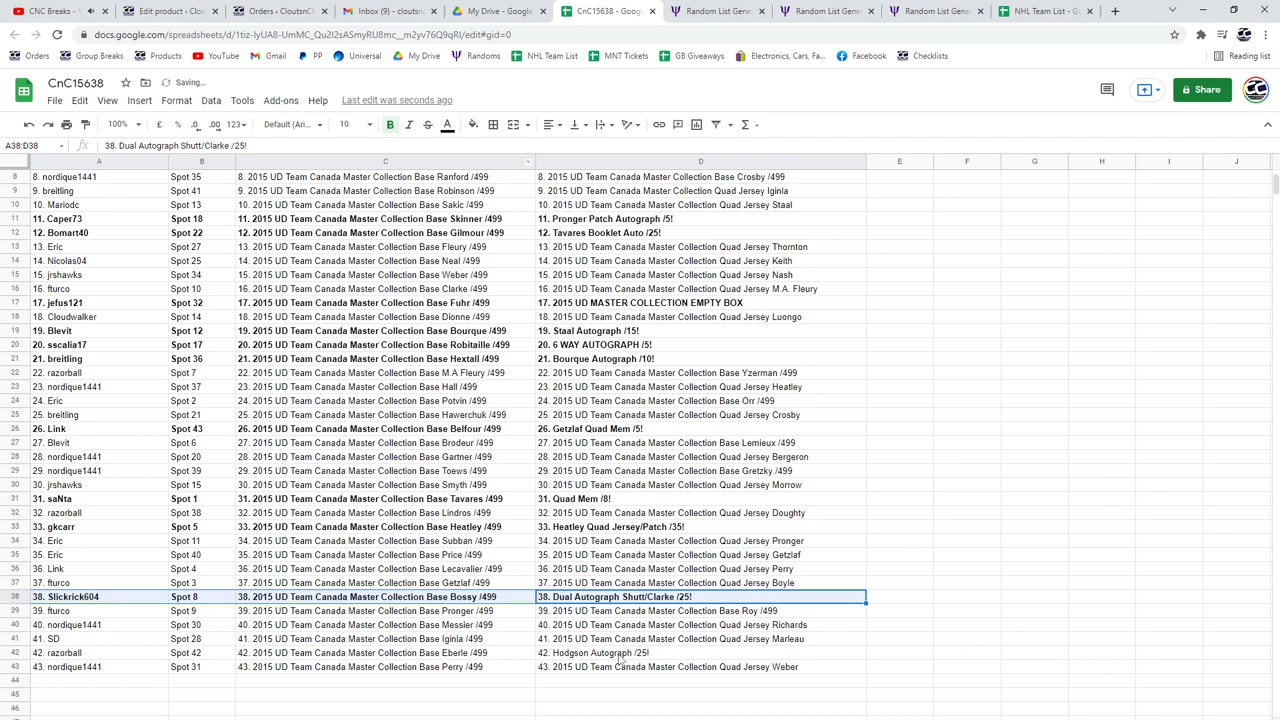 CNC Breaks - Edit product ‹ Clou Orders ‹ CloutsnC Inbox (9) - cloutsn My Drive - Google CnC15638 - Googl Random List Gene Random List Gene Random List Gene NHL Team List - G
docs.google.com/spreadsheets/d/1tiz-IyUA8-UmMC_Qu2I2sASmyRU8mc__m2yv76Q9qRI/edit#gid=0
Orders Group Breaks Products YouTube Gmail PP Universal My Drive Randoms NHL Team List MNT Tickets GB Giveaways Electronics, Cars, Fa... Facebook Checklists Reading list
CnC15638 Saving...
File Edit View Insert Format Data Tools Add-ons Help Last edit was seconds ago Share
100% £ % .0 .00 123 Default (Ari... 10 B I S A Σ
A38:D38 fx 38. Dual Autograph Shutt/Clarke /25!
A B C D E F G H I J
8 8. nordique1441 Spot 35 8. 2015 UD Team Canada Master Collection Base Ranford /499 8. 2015 UD Team Canada Master Collection Base Crosby /499
9 9. breitling Spot 41 9. 2015 UD Team Canada Master Collection Base Robinson /499 9. 2015 UD Team Canada Master Collection Quad Jersey Iginla
10 10. Mariodc Spot 13 10. 2015 UD Team Canada Master Collection Base Sakic /499 10. 2015 UD Team Canada Master Collection Quad Jersey Staal
11 11. Caper73 Spot 18 11. 2015 UD Team Canada Master Collection Base Skinner /499 11. Pronger Patch Autograph /5!
12 12. Bomart40 Spot 22 12. 2015 UD Team Canada Master Collection Base Gilmour /499 12. Tavares Booklet Auto /25!
13 13. Eric Spot 27 13. 2015 UD Team Canada Master Collection Base Fleury /499 13. 2015 UD Team Canada Master Collection Quad Jersey Thornton
14 14. Nicolas04 Spot 25 14. 2015 UD Team Canada Master Collection Base Neal /499 14. 2015 UD Team Canada Master Collection Quad Jersey Keith
15 15. jrshawks Spot 34 15. 2015 UD Team Canada Master Collection Base Weber /499 15. 2015 UD Team Canada Master Collection Quad Jersey Nash
16 16. fturco Spot 10 16. 2015 UD Team Canada Master Collection Base Clarke /499 16. 2015 UD Team Canada Master Collection Quad Jersey M.A. Fleury
17 17. jefus121 Spot 32 17. 2015 UD Team Canada Master Collection Base Fuhr /499 17. 2015 UD MASTER COLLECTION EMPTY BOX
18 18. Cloudwalker Spot 14 18. 2015 UD Team Canada Master Collection Base Dionne /499 18. 2015 UD Team Canada Master Collection Quad Jersey Luongo
19 19. Blevit Spot 12 19. 2015 UD Team Canada Master Collection Base Bourque /499 19. Staal Autograph /15!
20 20. sscalia17 Spot 17 20. 2015 UD Team Canada Master Collection Base Robitaille /499 20. 6 WAY AUTOGRAPH /5!
21 21. breitling Spot 36 21. 2015 UD Team Canada Master Collection Base Hextall /499 21. Bourque Autograph /10!
22 22. razorball Spot 7 22. 2015 UD Team Canada Master Collection Base M.A Fleury /499 22. 2015 UD Team Canada Master Collection Base Yzerman /499
23 23. nordique1441 Spot 37 23. 2015 UD Team Canada Master Collection Base Hall /499 23. 2015 UD Team Canada Master Collection Quad Jersey Heatley
24 24. Eric Spot 2 24. 2015 UD Team Canada Master Collection Base Potvin /499 24. 2015 UD Team Canada Master Collection Base Orr /499
25 25. breitling Spot 21 25. 2015 UD Team Canada Master Collection Base Hawerchuk /499 25. 2015 UD Team Canada Master Collection Quad Jersey Crosby
26 26. Link Spot 43 26. 2015 UD Team Canada Master Collection Base Belfour /499 26. Getzlaf Quad Mem /5!
27 27. Blevit Spot 6 27. 2015 UD Team Canada Master Collection Base Brodeur /499 27. 2015 UD Team Canada Master Collection Base Lemieux /499
28 28. nordique1441 Spot 20 28. 2015 UD Team Canada Master Collection Base Gartner /499 28. 2015 UD Team Canada Master Collection Quad Jersey Bergeron
29 29. nordique1441 Spot 39 29. 2015 UD Team Canada Master Collection Base Toews /499 29. 2015 UD Team Canada Master Collection Base Gretzky /499
30 30. jrshawks Spot 15 30. 2015 UD Team Canada Master Collection Base Smyth /499 30. 2015 UD Team Canada Master Collection Quad Jersey Morrow
31 31. saNta Spot 1 31. 2015 UD Team Canada Master Collection Base Tavares /499 31. Quad Mem /8!
32 32. razorball Spot 38 32. 2015 UD Team Canada Master Collection Base Lindros /499 32. 2015 UD Team Canada Master Collection Quad Jersey Doughty
33 33. gkcarr Spot 5 33. 2015 UD Team Canada Master Collection Base Heatley /499 33. Heatley Quad Jersey/Patch /35!
34 34. Eric Spot 11 34. 2015 UD Team Canada Master Collection Base Subban /499 34. 2015 UD Team Canada Master Collection Quad Jersey Pronger
35 35. Eric Spot 40 35. 2015 UD Team Canada Master Collection Base Price /499 35. 2015 UD Team Canada Master Collection Quad Jersey Getzlaf
36 36. Link Spot 4 36. 2015 UD Team Canada Master Collection Base Lecavalier /499 36. 2015 UD Team Canada Master Collection Quad Jersey Perry
37 37. fturco Spot 3 37. 2015 UD Team Canada Master Collection Base Getzlaf /499 37. 2015 UD Team Canada Master Collection Quad Jersey Boyle
38 38. Slickrick604 Spot 8 38. 2015 UD Team Canada Master Collection Base Bossy /499 38. Dual Autograph Shutt/Clarke /25!
39 39. fturco Spot 9 39. 2015 UD Team Canada Master Collection Base Pronger /499 39. 2015 UD Team Canada Master Collection Base Roy /499
40 40. nordique1441 Spot 30 40. 2015 UD Team Canada Master Collection Base Messier /499 40. 2015 UD Team Canada Master Collection Quad Jersey Richards
41 41. SD Spot 28 41. 2015 UD Team Canada Master Collection Base Iginla /499 41. 2015 UD Team Canada Master Collection Quad Jersey Marleau
42 42. razorball Spot 42 42. 2015 UD Team Canada Master Collection Base Eberle /499 42. Hodgson Autograph /25!
43 43. nordique1441 Spot 31 43. 2015 UD Team Canada Master Collection Base Perry /499 43. 2015 UD Team Canada Master Collection Quad Jersey Weber
44
45
46